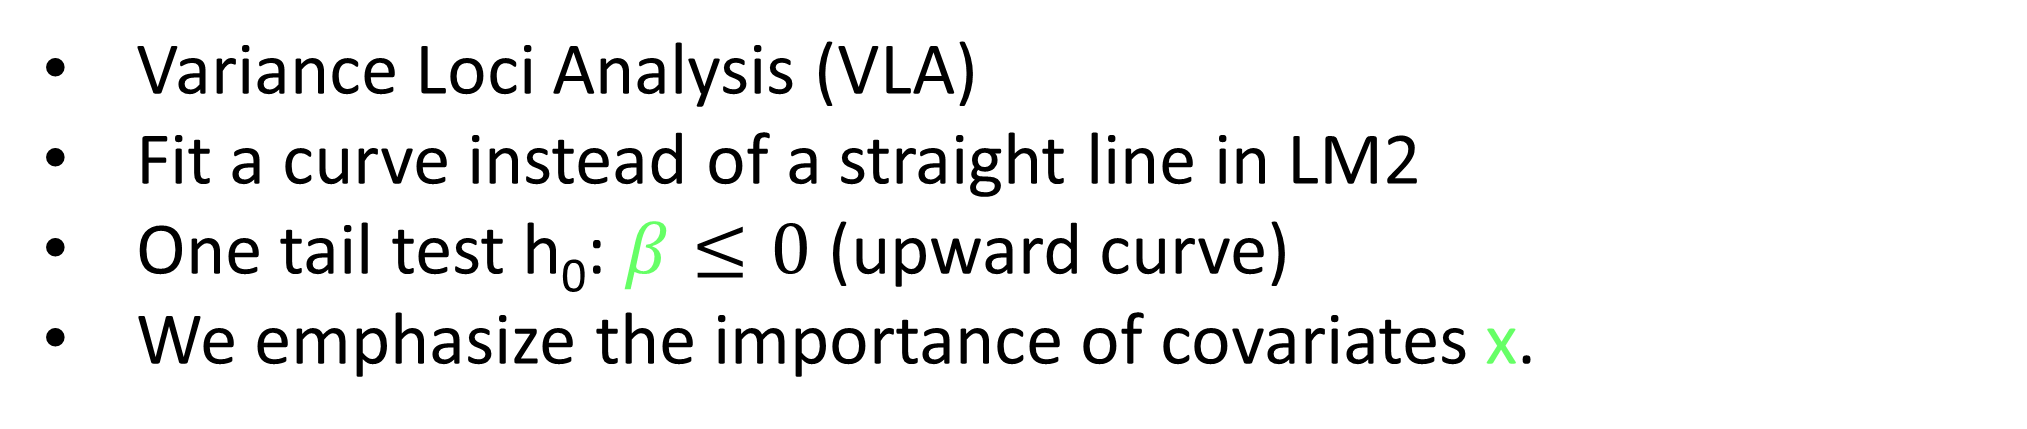 • Variance Loci Analysis (VLA)
• Fit a curve instead of a straight line in LM2
• One tail test h₀: β ≤ 0 (upward curve)
• We emphasize the importance of covariates x.